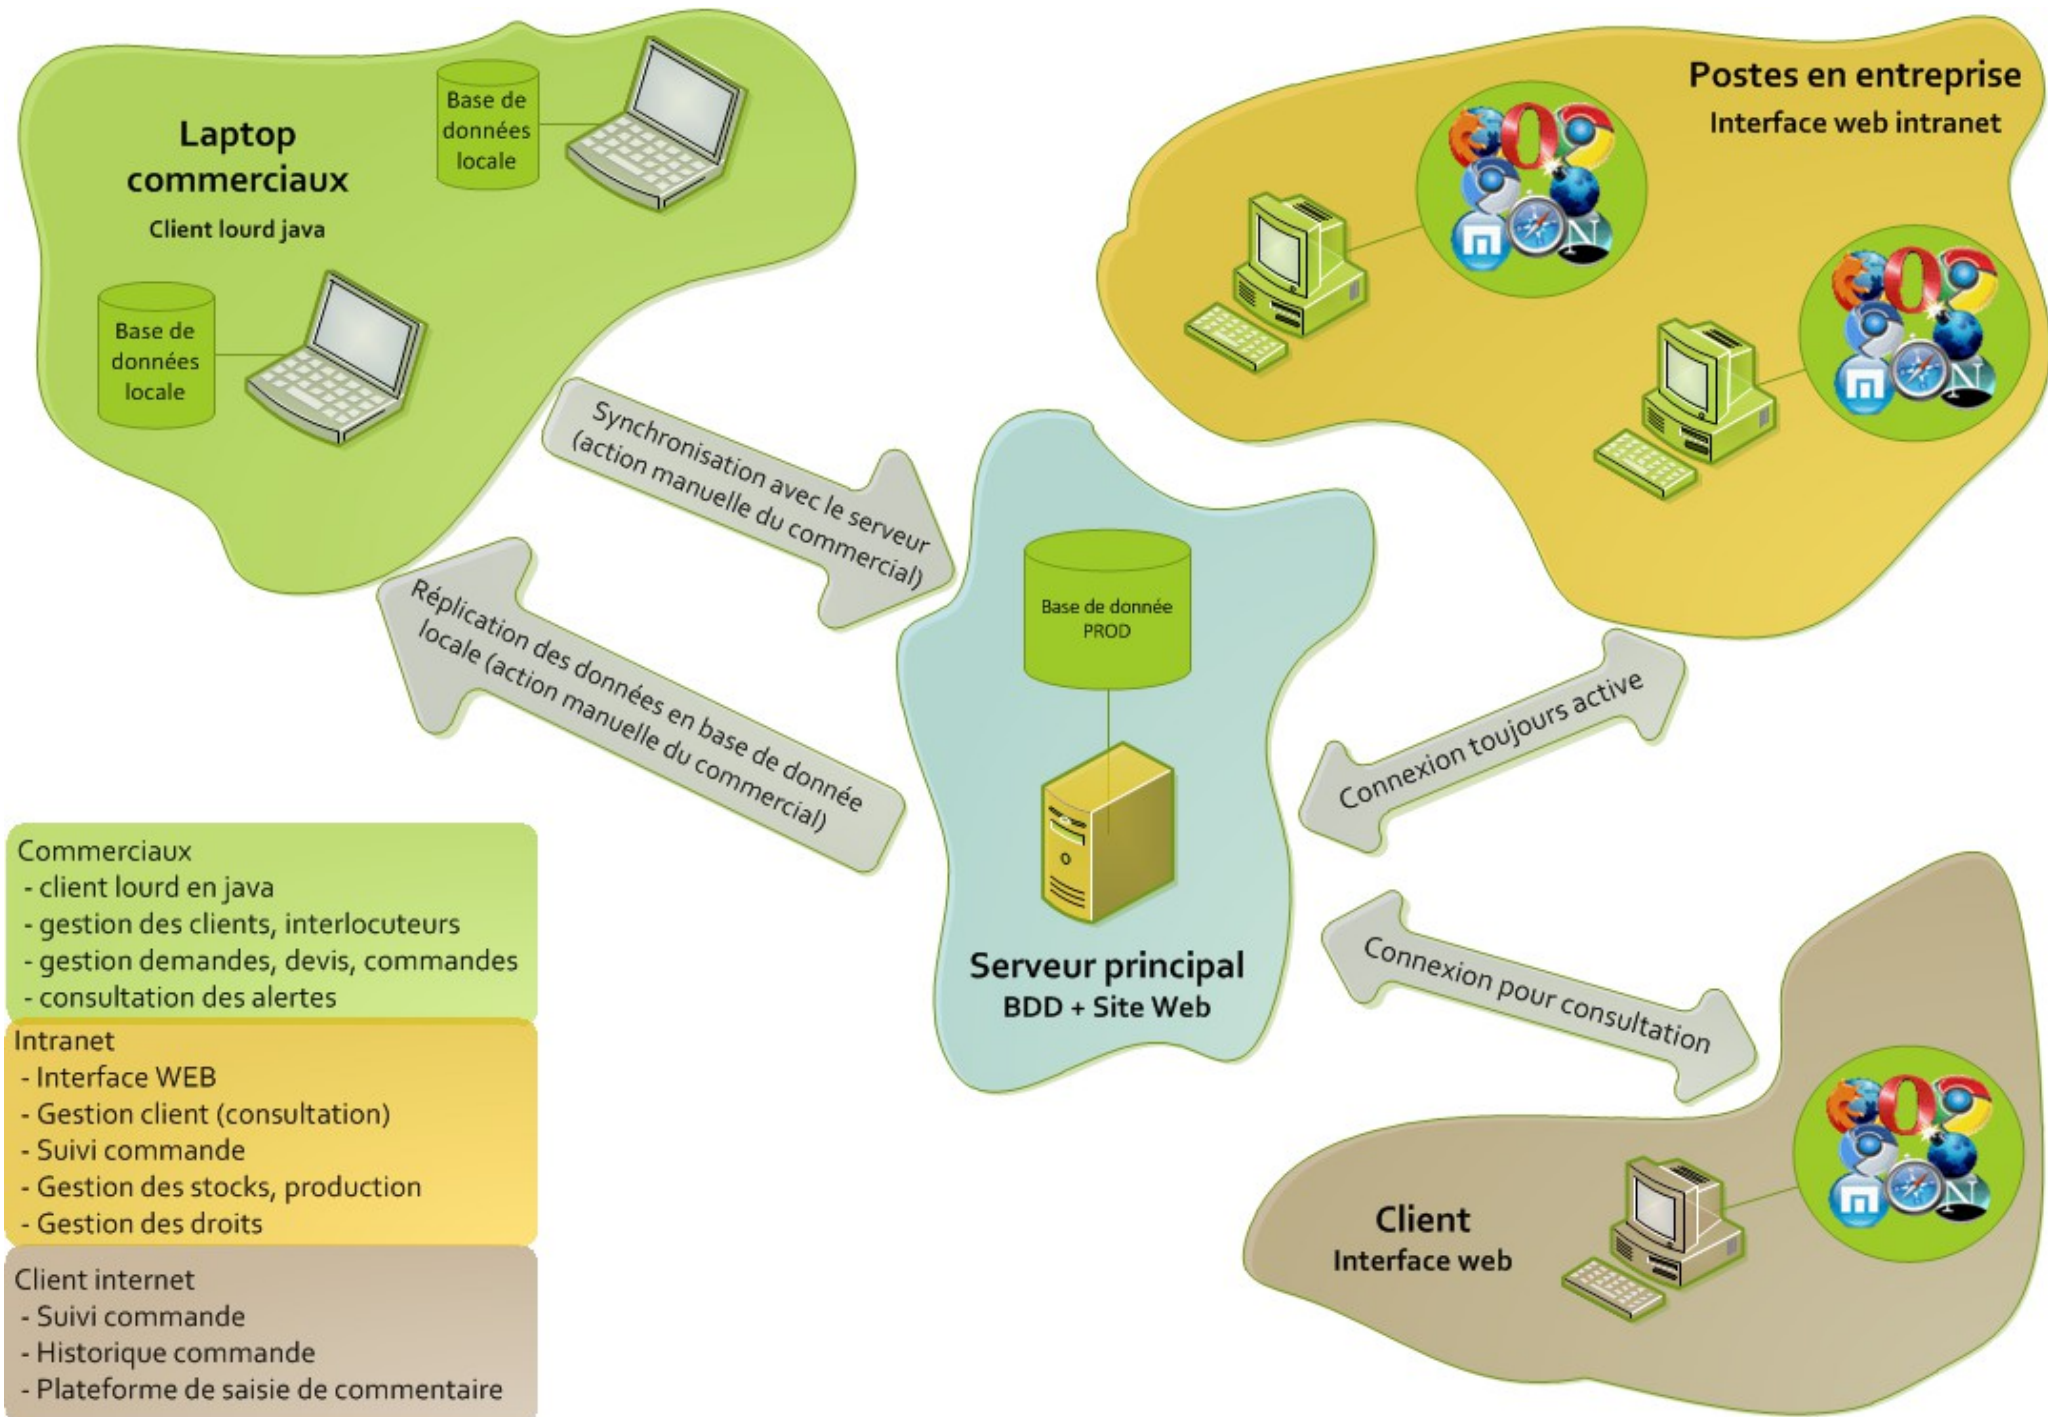 Laptop
commerciaux
Client lourd java
Base de
données
locale
Base de
données
locale
Postes en entreprise
Interface web intranet
Synchronisation avec le serveur
(action manuelle du commercial)
Réplication des données en base de donnée
locale (action manuelle du commercial)
Base de donnée
PROD
Serveur principal
BDD + Site Web
Connexion toujours active
Connexion pour consultation
Client
Interface web
Commerciaux
- client lourd en java
- gestion des clients, interlocuteurs
- gestion demandes, devis, commandes
- consultation des alertes
Intranet
- Interface WEB
- Gestion client (consultation)
- Suivi commande
- Gestion des stocks, production
- Gestion des droits
Client internet
- Suivi commande
- Historique commande
- Plateforme de saisie de commentaire